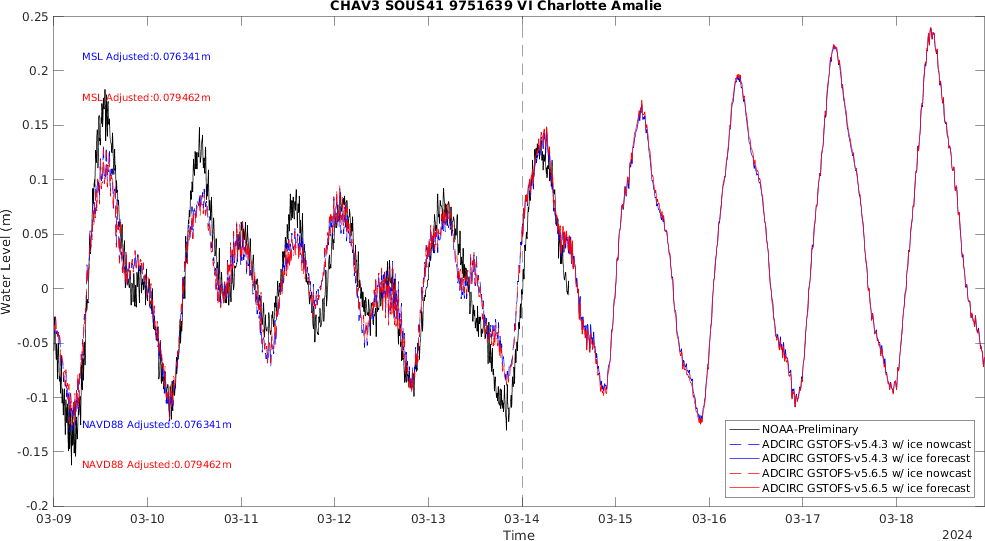 CHAV3 SOUS41 9751639 VI Charlotte Amalie
0.25
0.2
0.15
0.1
0.05
0
-0.05
-0.1
-0.15
-0.2
Water Level (m)
MSL Adjusted:0.076341m
MSL Adjusted:0.079462m
NAVD88 Adjusted:0.076341m
NAVD88 Adjusted:0.079462m
NOAA-Preliminary
ADCIRC GSTOFS-v5.4.3 w/ ice nowcast
ADCIRC GSTOFS-v5.4.3 w/ ice forecast
ADCIRC GSTOFS-v5.6.5 w/ ice nowcast
ADCIRC GSTOFS-v5.6.5 w/ ice forecast
03-09 03-10 03-11 03-12 03-13 03-14 03-15 03-16 03-17 03-18
Time
2024